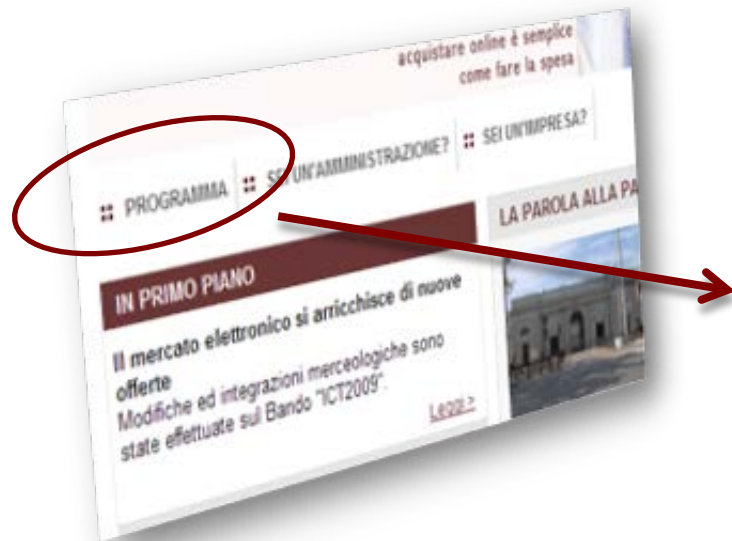 acquistare online è semplice
come fare la spesa
PROGRAMMA
SEI UN'AMMINISTRAZIONE?
SEI UN'IMPRESA?
LA PAROLA ALLA PA
IN PRIMO PIANO
Il mercato elettronico si arricchisce di nuove
offerte
Modifiche ed integrazioni merceologiche sono
state effettuate sul Bando "ICT2009".
Leggi >